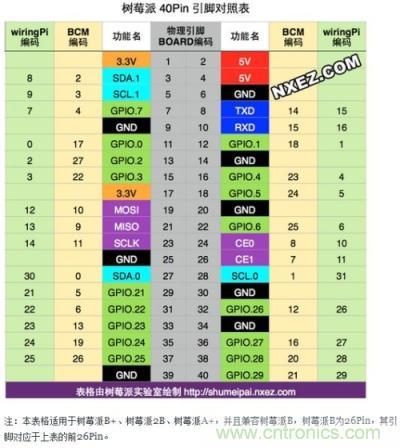 树莓派 40Pin 引脚对照表
wiringPi 编码 BCM 编码 功能名 物理引脚 BOARD编码 功能名 BCM 编码 wiringPi 编码
3.3V 1 2 5V
8 2 SDA.1 3 4 5V
9 3 SCL.1 5 6 GND
7 4 GPIO.7 7 8 TXD 14 15
GND 9 10 RXD 15 16
0 17 GPIO.0 11 12 GPIO.1 18 1
2 27 GPIO.2 13 14 GND
3 22 GPIO.3 15 16 GPIO.4 23 4
3.3V 17 18 GPIO.5 24 5
12 10 MOSI 19 20 GND
13 9 MISO 21 22 GPIO.6 25 6
14 11 SCLK 23 24 CE0 8 10
GND 25 26 CE1 7 11
30 0 SDA.0 27 28 SCL.0 1 31
21 5 GPIO.21 29 30 GND
22 6 GPIO.22 31 32 GPIO.26 12 26
23 13 GPIO.23 33 34 GND
24 19 GPIO.24 35 36 GPIO.27 16 27
25 26 GPIO.25 37 38 GPIO.28 20 28
GND 39 40 GPIO.29 21 29
NXEZ.COM
表格由树莓派实验室绘制 http://shumeipai.nxez.com
注：本表格适用于树莓派B+、树莓派2B、树莓派A+，并且兼容树莓派B，树莓派B为26Pin，其引
脚对应于上表的前26Pin。
www.cntronics.com